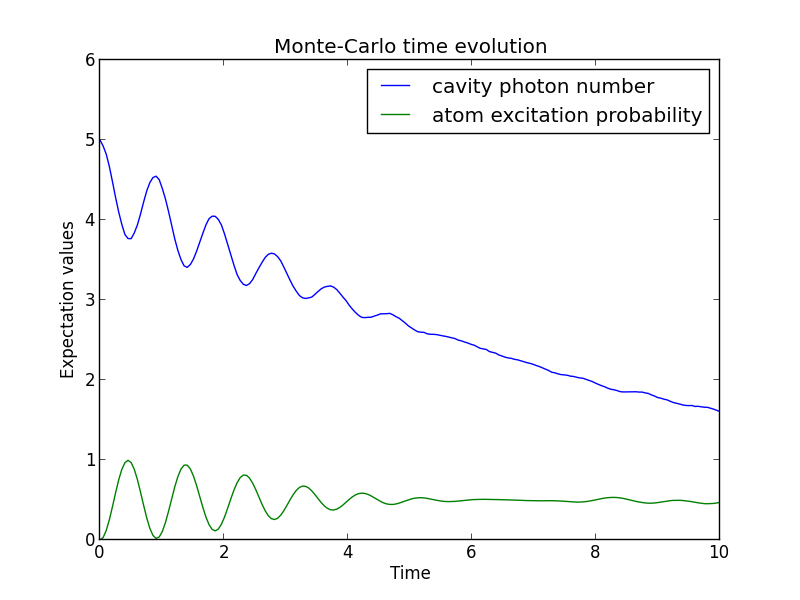 Monte-Carlo time evolution
cavity photon number
atom excitation probability
Expectation values
6
5
4
3
2
1
0
0 2 4 6 8 10
Time